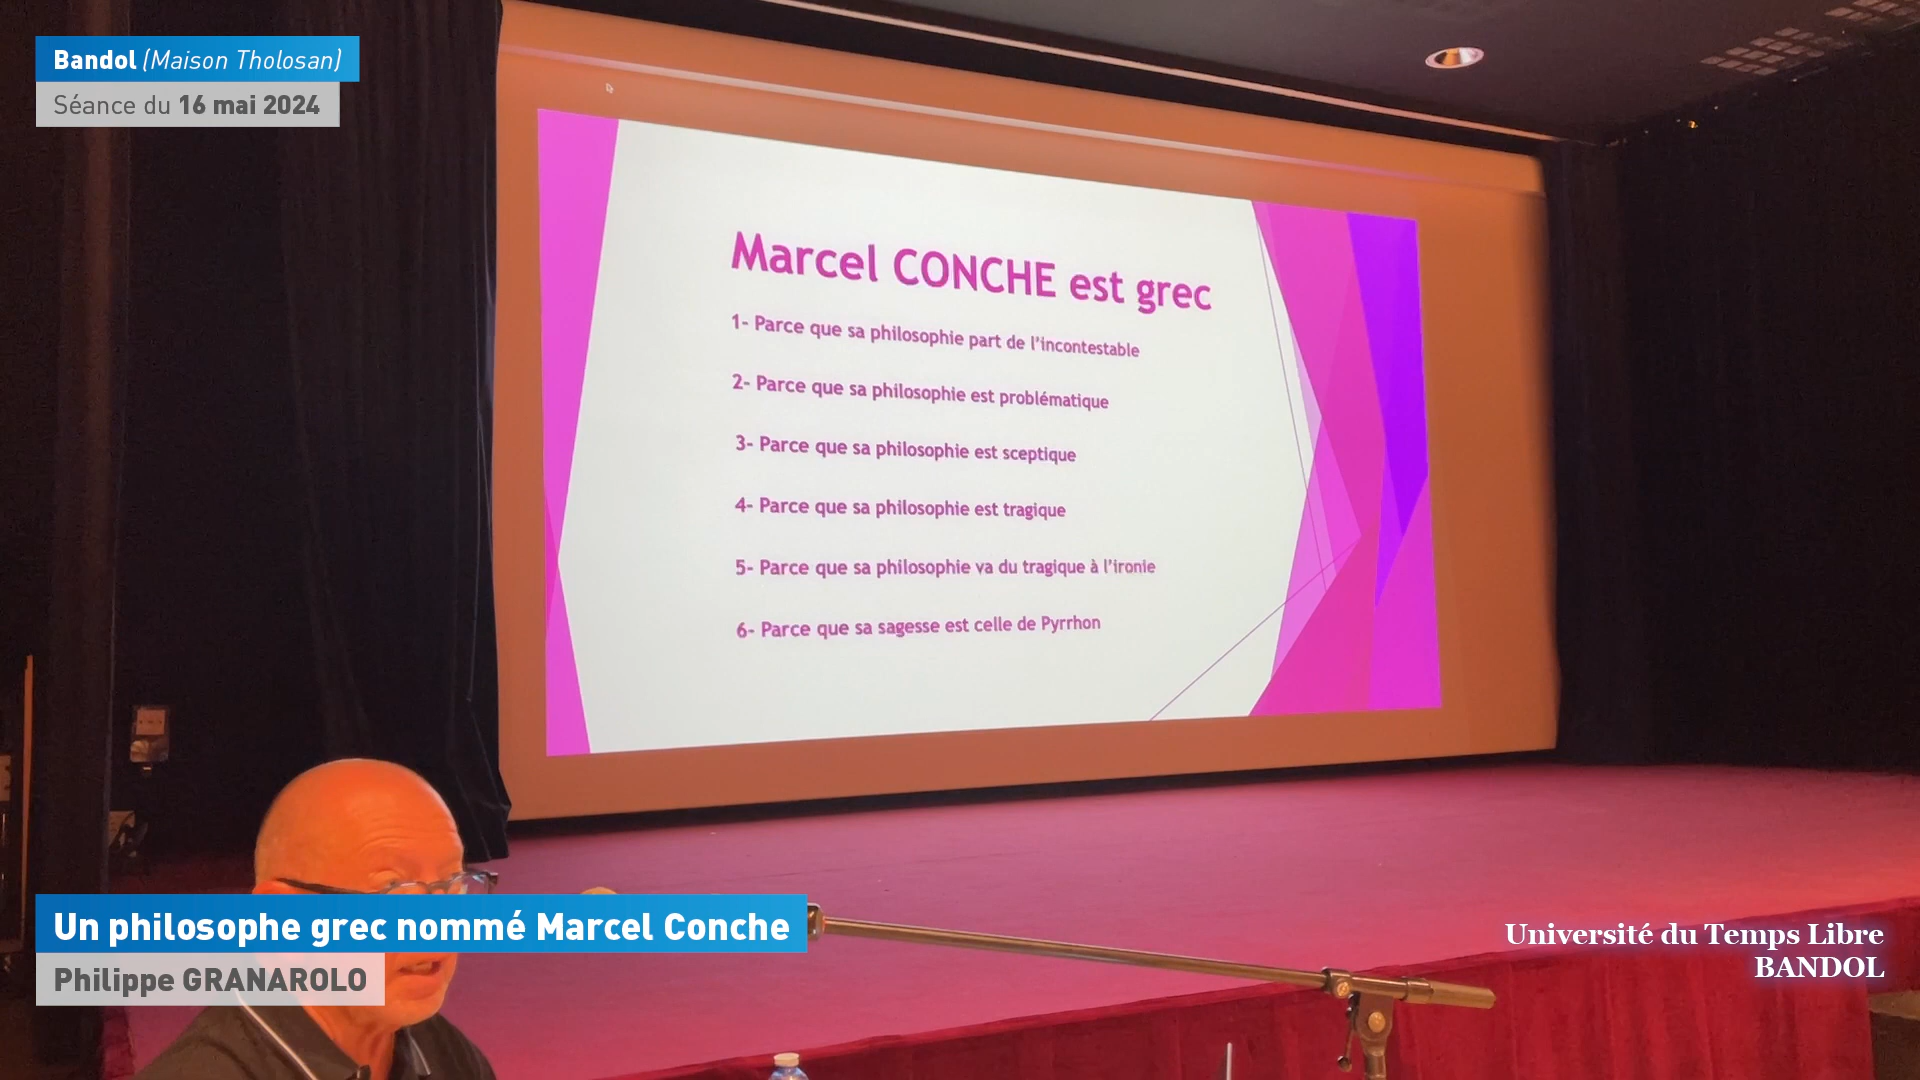 Bandol (Maison Tholosan)
Séance du 16 mai 2024
Marcel CONCHE est grec
1- Parce que sa philosophie part de l'incontestable
2- Parce que sa philosophie est problématique
3- Parce que sa philosophie est sceptique
4- Parce que sa philosophie est tragique
5- Parce que sa philosophie va du tragique à l'ironie
6- Parce que sa sagesse est celle de Pyrrhon
Un philosophe grec nommé Marcel Conche
Philippe GRANAROLO
Université du Temps Libre
BANDOL